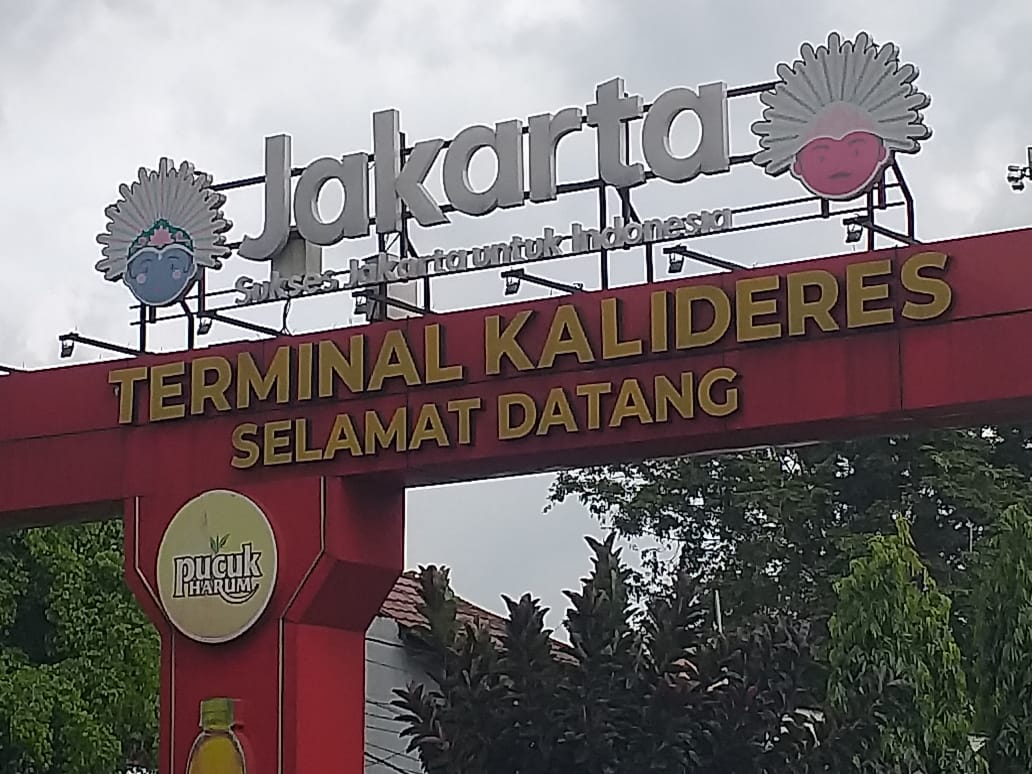 Jakarta
Sukses Jakarta untuk Indonesia
TERMINAL KALIDERES
SELAMAT DATANG
pucuk
HARUM